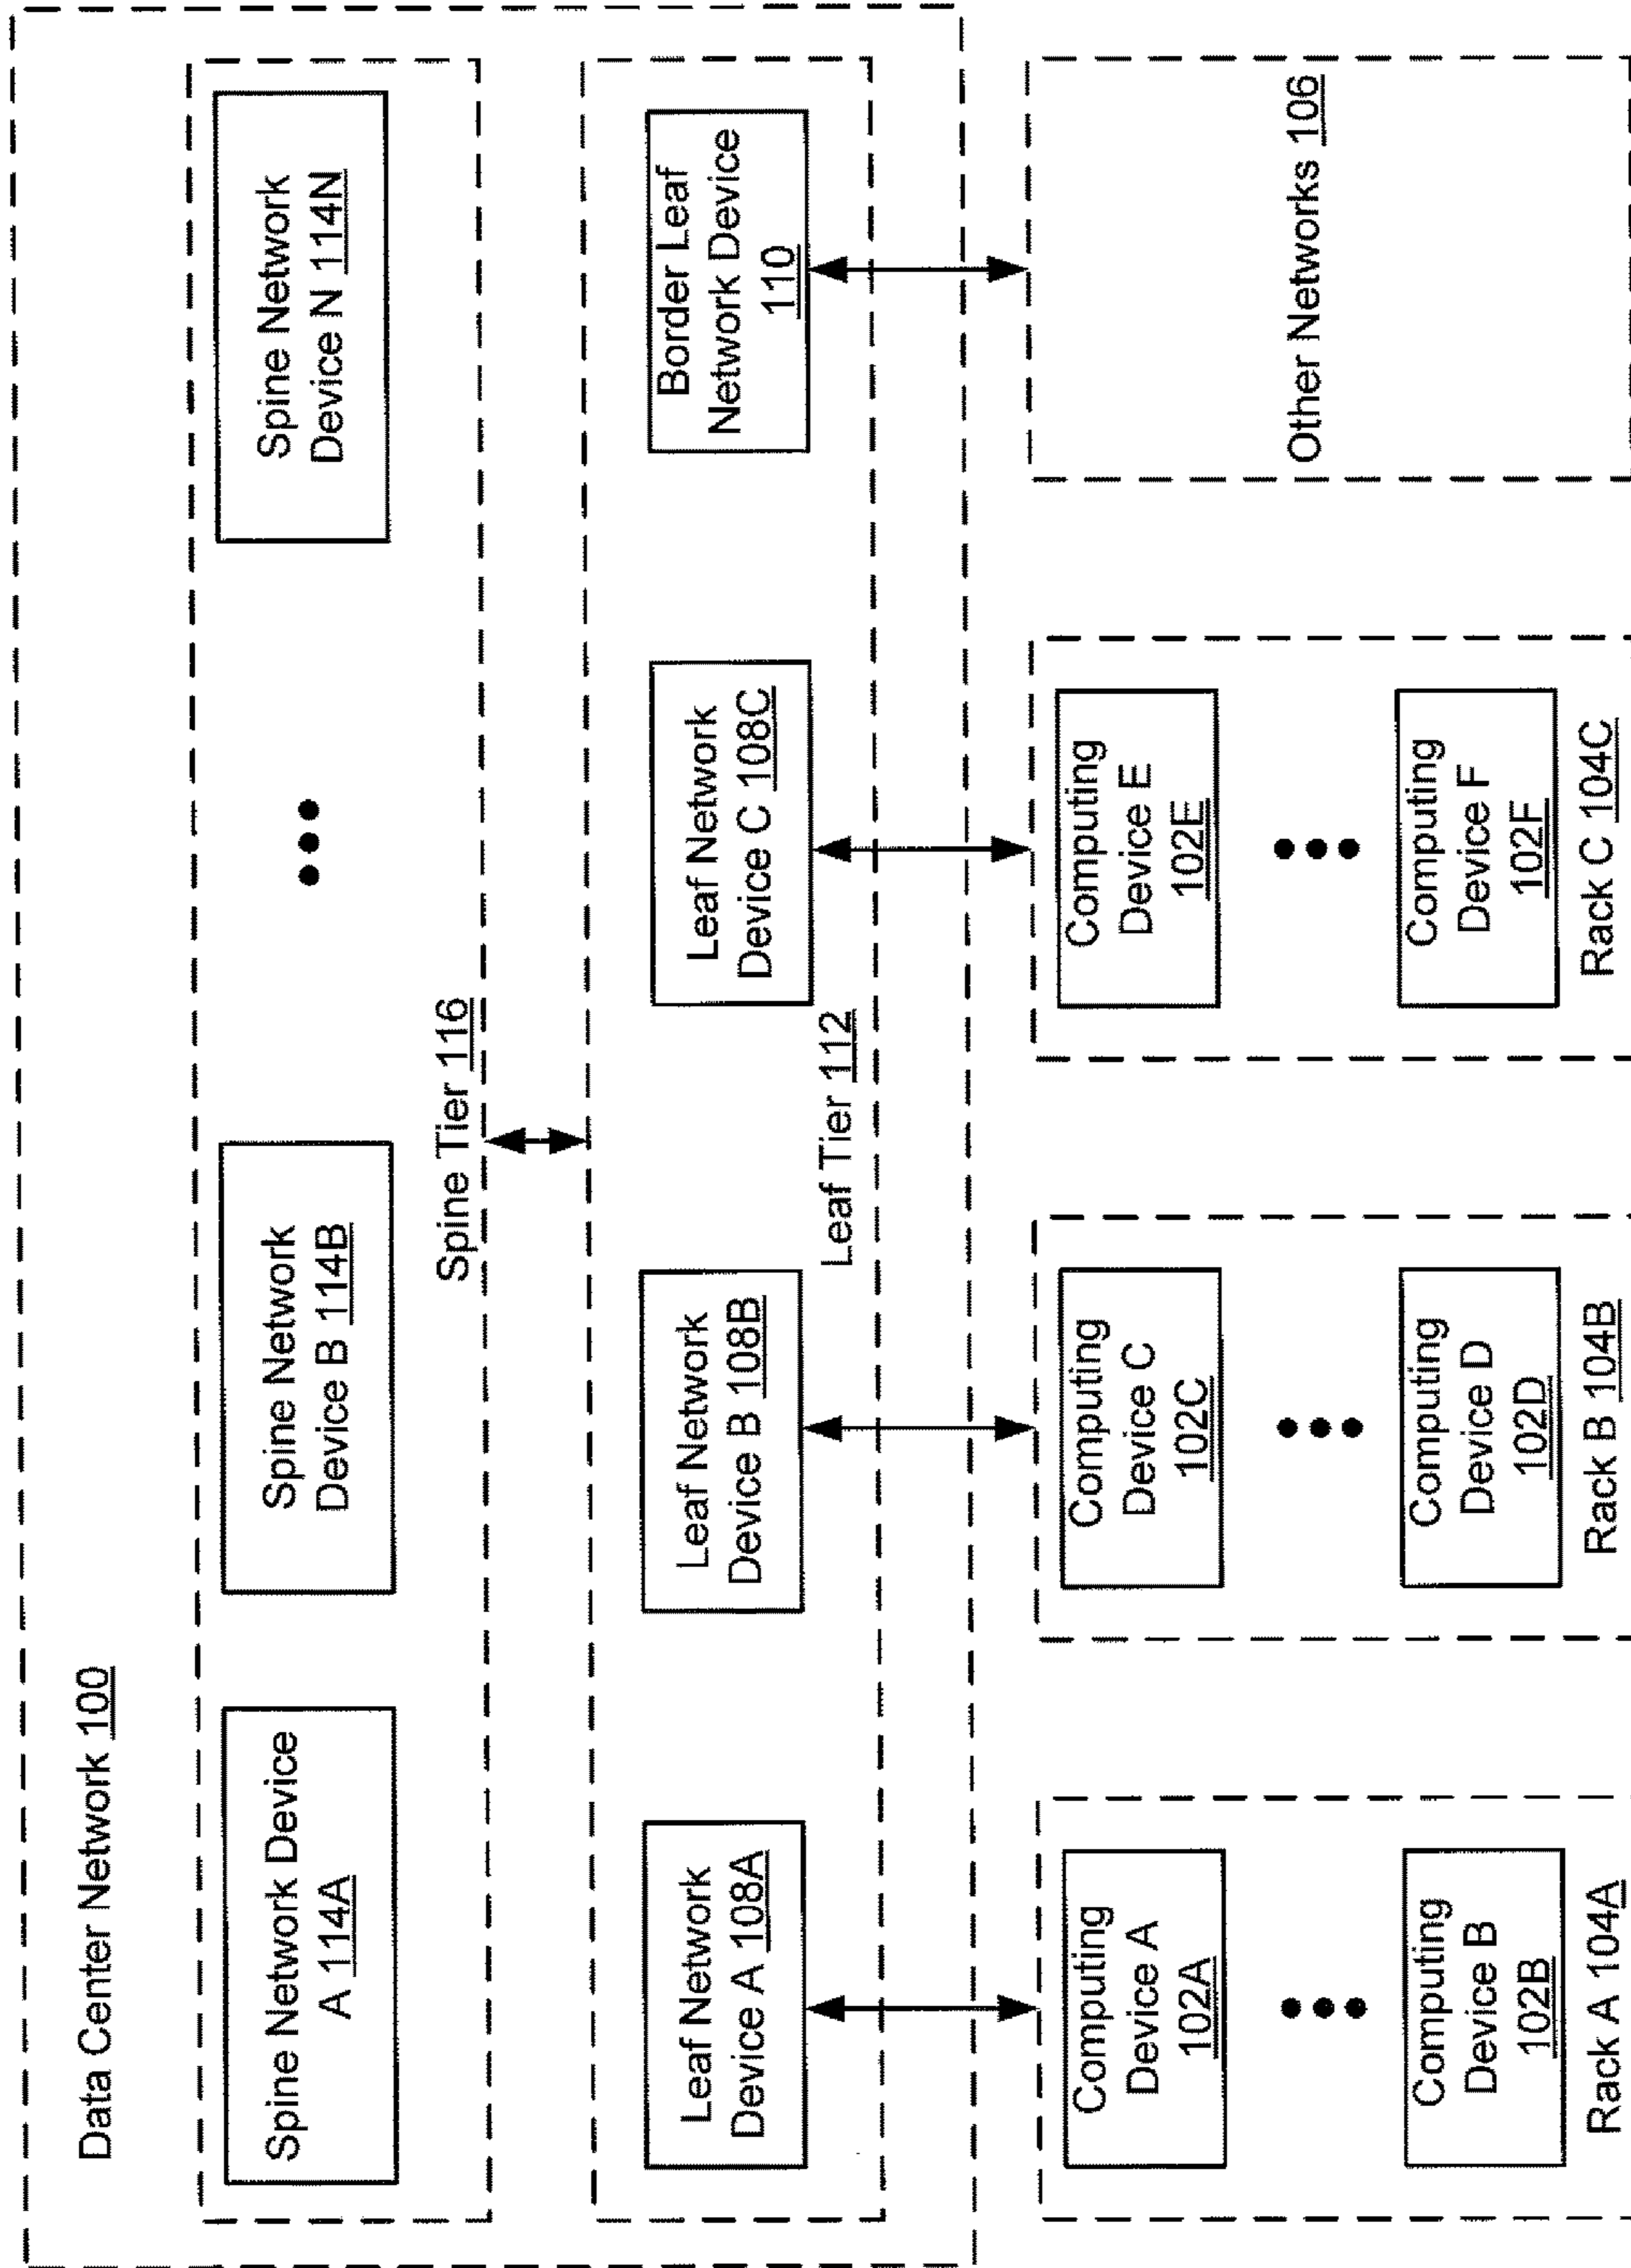 Data Center Network 100
Spine Network Device
A 114A
Spine Network
Device B 114B
Spine Network
Device N 114N
Spine Tier 116
Leaf Network
Device A 108A
Leaf Network
Device B 108B
Leaf Network
Device C 108C
Border Leaf
Network Device
110
Leaf Tier 112
Computing
Device A
102A
Computing
Device B
102B
Rack A 104A
Computing
Device C
102C
Computing
Device D
102D
Rack B 104B
Computing
Device E
102E
Computing
Device F
102F
Rack C 104C
Other Networks 106